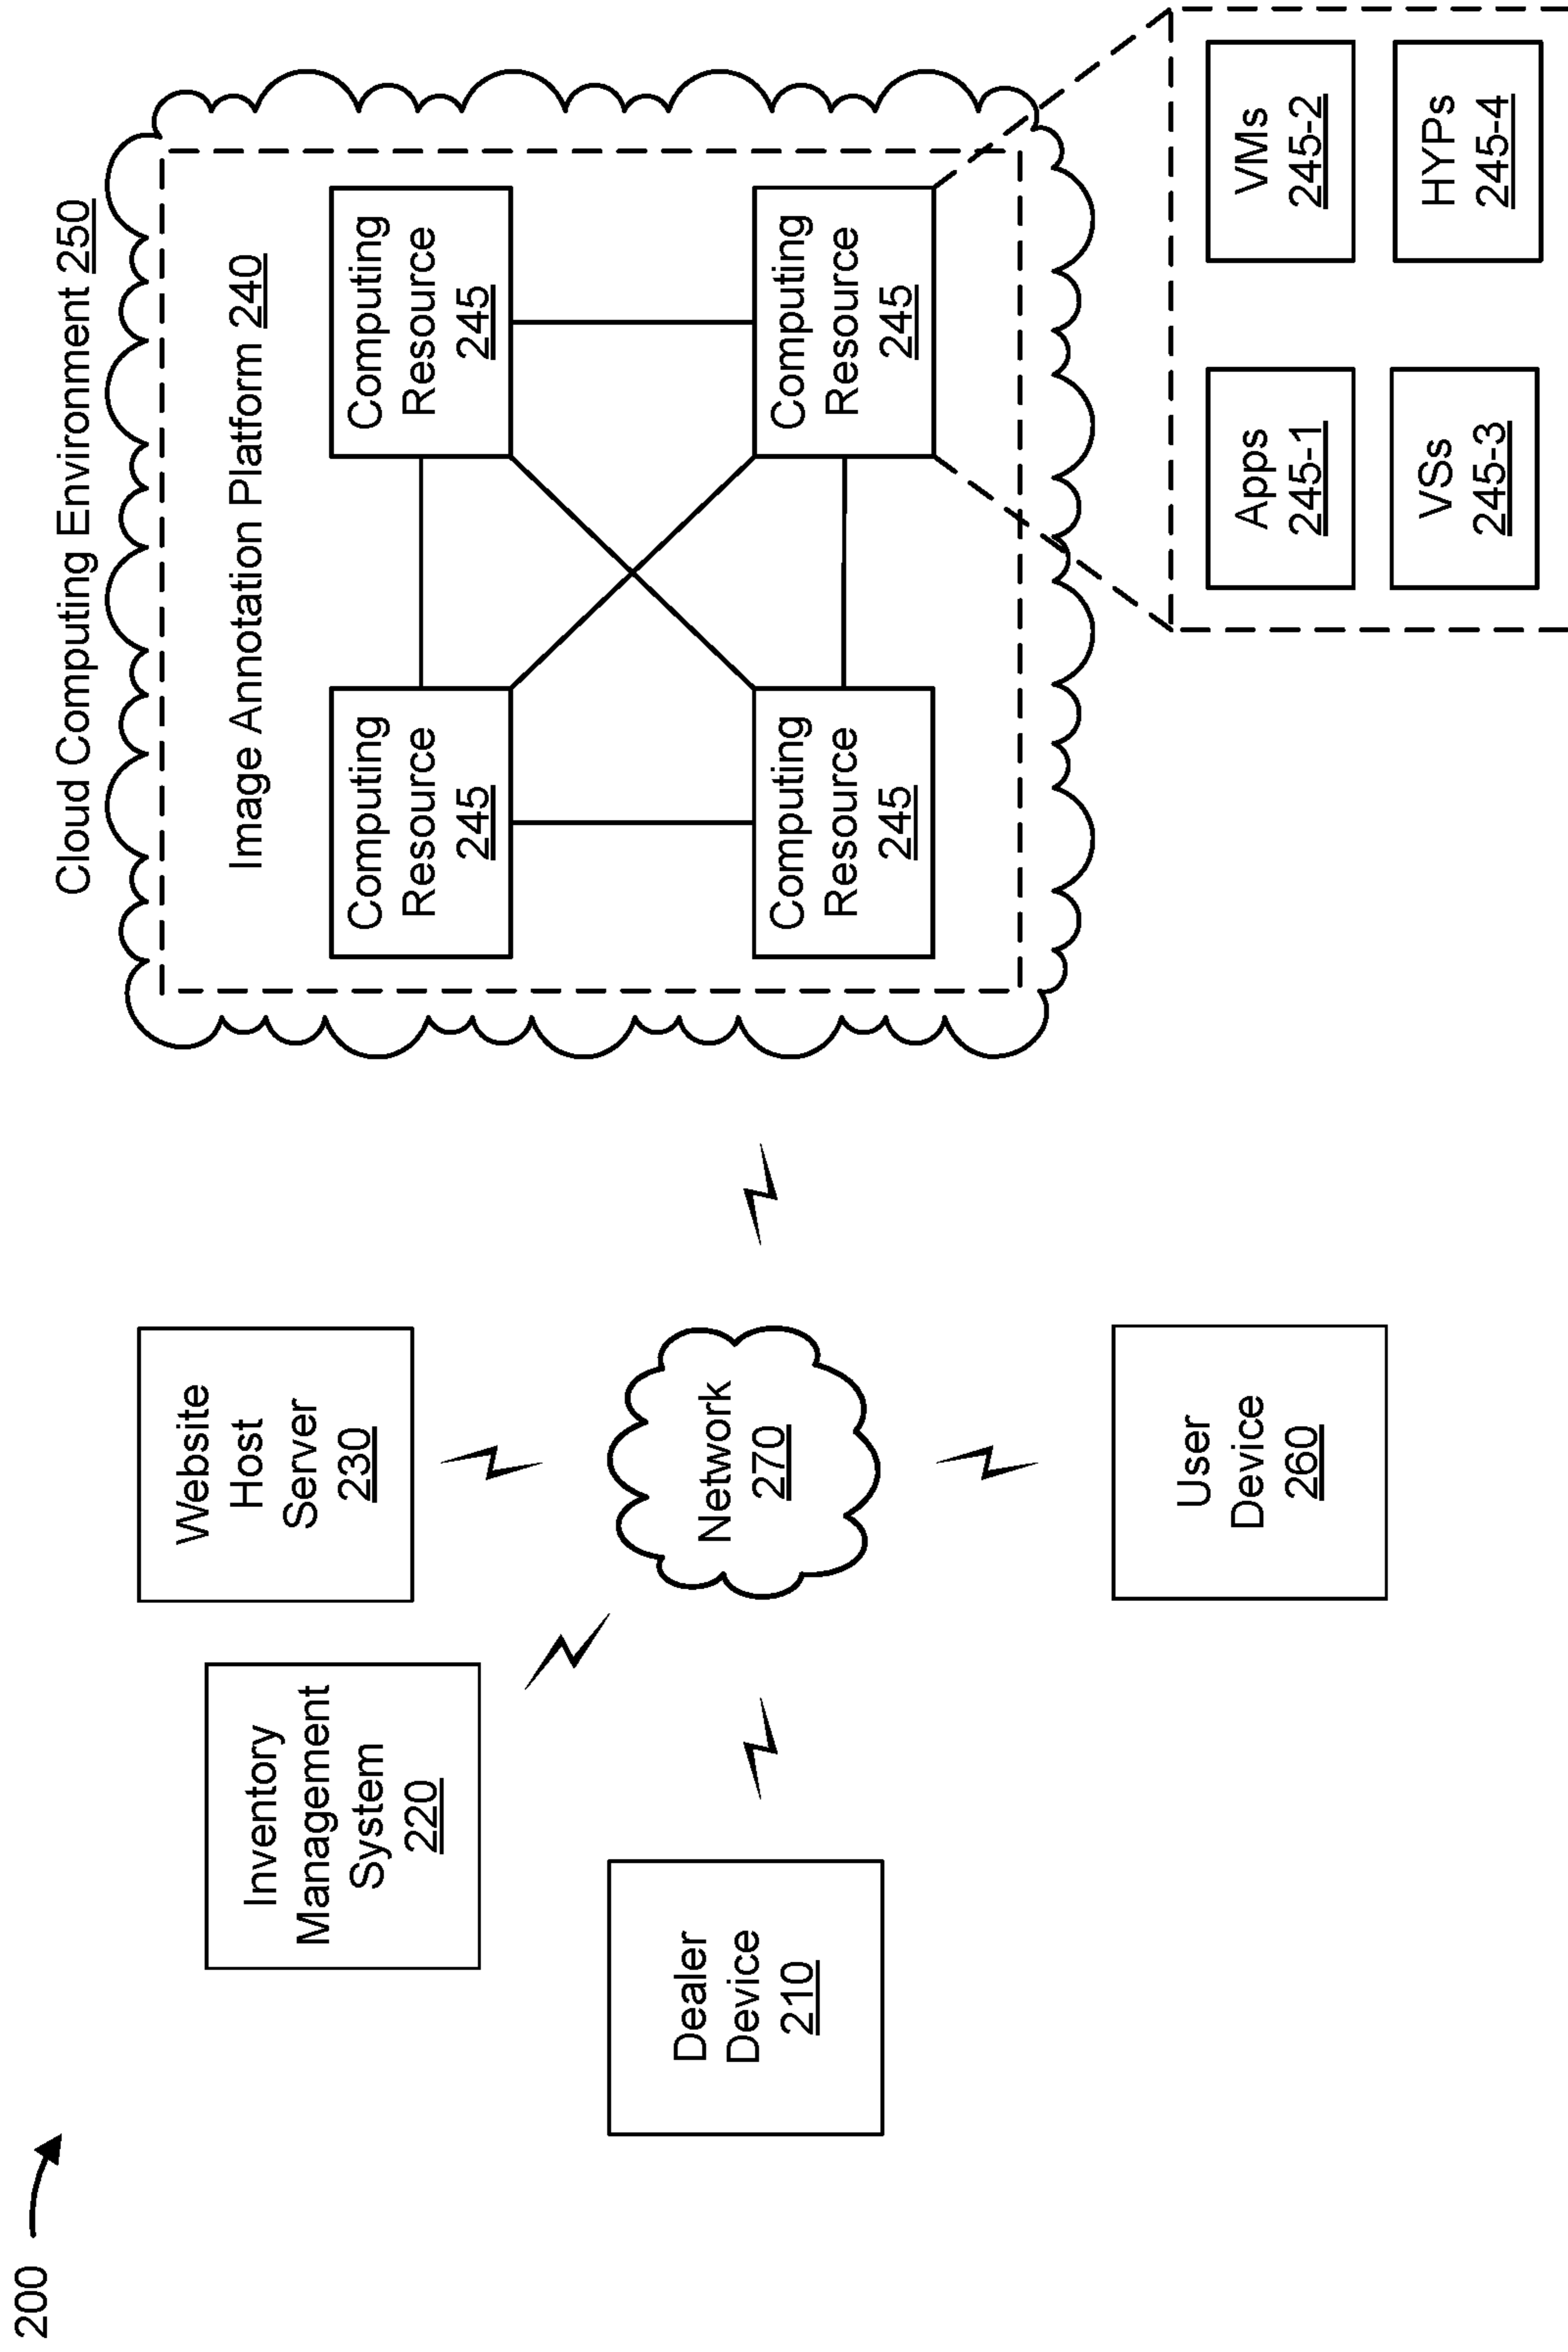 200
Cloud Computing Environment 250
Image Annotation Platform 240
Computing
Resource
245
Computing
Resource
245
Computing
Resource
245
Computing
Resource
245
Website
Host
Server
230
Inventory
Management
System
220
Network
270
Dealer
Device
210
User
Device
260
Apps
245-1
VMs
245-2
VSs
245-3
HYPs
245-4